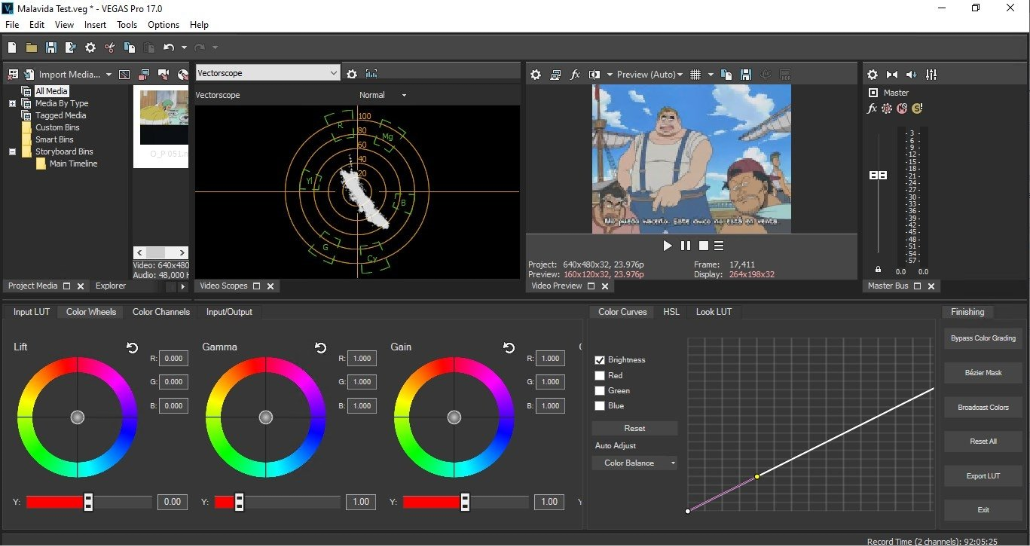 Malavida Test.veg * - VEGAS Pro 17.0
File Edit View Insert Tools Options Help
Import Media...
All Media
Media By Type
Tagged Media
Custom Bins
Smart Bins
Storyboard Bins
Main Timeline
Video: 640x480
Audio: 48,000
Project Media Explorer
Vectorscope
Vectorscope Normal
100
80
60
40
20
R Mg
Yl B
G Cy
Video Scopes
fx Preview (Auto)
Project: 640x480x32, 23.976p Frame: 17,411
Preview: 160x120x32, 23.976p Display: 264x198x32
Video Preview
Master
fx
- 3 -
- 6 -
- 9 -
- 12 -
- 15 -
- 18 -
- 21 -
- 24 -
- 27 -
- 30 -
- 33 -
- 36 -
- 39 -
- 42 -
- 45 -
- 48 -
- 51 -
- 54 -
- 57 -
0.0 0.0
Master Bus
Input LUT Color Wheels Color Channels Input/Output
Lift
R: 0.000
G: 0.000
B: 0.000
Y: 0.00
Gamma
R: 1.000
G: 1.000
B: 1.000
Y: 1.00
Gain
R: 1.000
G: 1.000
B: 1.000
Y: 1.00
Color Curves HSL Look LUT
Brightness
Red
Green
Blue
Reset
Auto Adjust
Color Balance
Finishing
Bypass Color Grading
Bézier Mask
Broadcast Colors
Reset All
Export LUT
Exit
Record Time (2 channels): 92:05:25